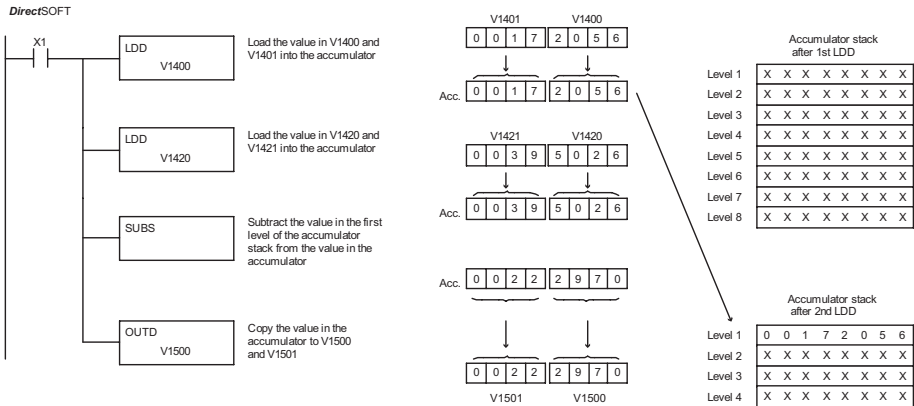 DirectSOFT
X1
LDD
V1400
Load the value in V1400 and
V1401 into the accumulator
LDD
V1420
Load the value in V1420 and
V1421 into the accumulator
SUBS
Subtract the value in the first
level of the accumulator
stack from the value in the
accumulator
OUTD
V1500
Copy the value in the
accumulator to V1500
and V1501
V1401 V1400
0 0 1 7 2 0 5 6
Acc. 0 0 1 7 2 0 5 6
V1421 V1420
0 0 3 9 5 0 2 6
Acc. 0 0 3 9 5 0 2 6
Acc. 0 0 2 2 2 9 7 0
0 0 2 2 2 9 7 0
V1501 V1500
Accumulator stack
after 1st LDD
Level 1 X X X X X X X X
Level 2 X X X X X X X X
Level 3 X X X X X X X X
Level 4 X X X X X X X X
Level 5 X X X X X X X X
Level 6 X X X X X X X X
Level 7 X X X X X X X X
Level 8 X X X X X X X X
Accumulator stack
after 2nd LDD
Level 1 0 0 1 7 2 0 5 6
Level 2 X X X X X X X X
Level 3 X X X X X X X X
Level 4 X X X X X X X X